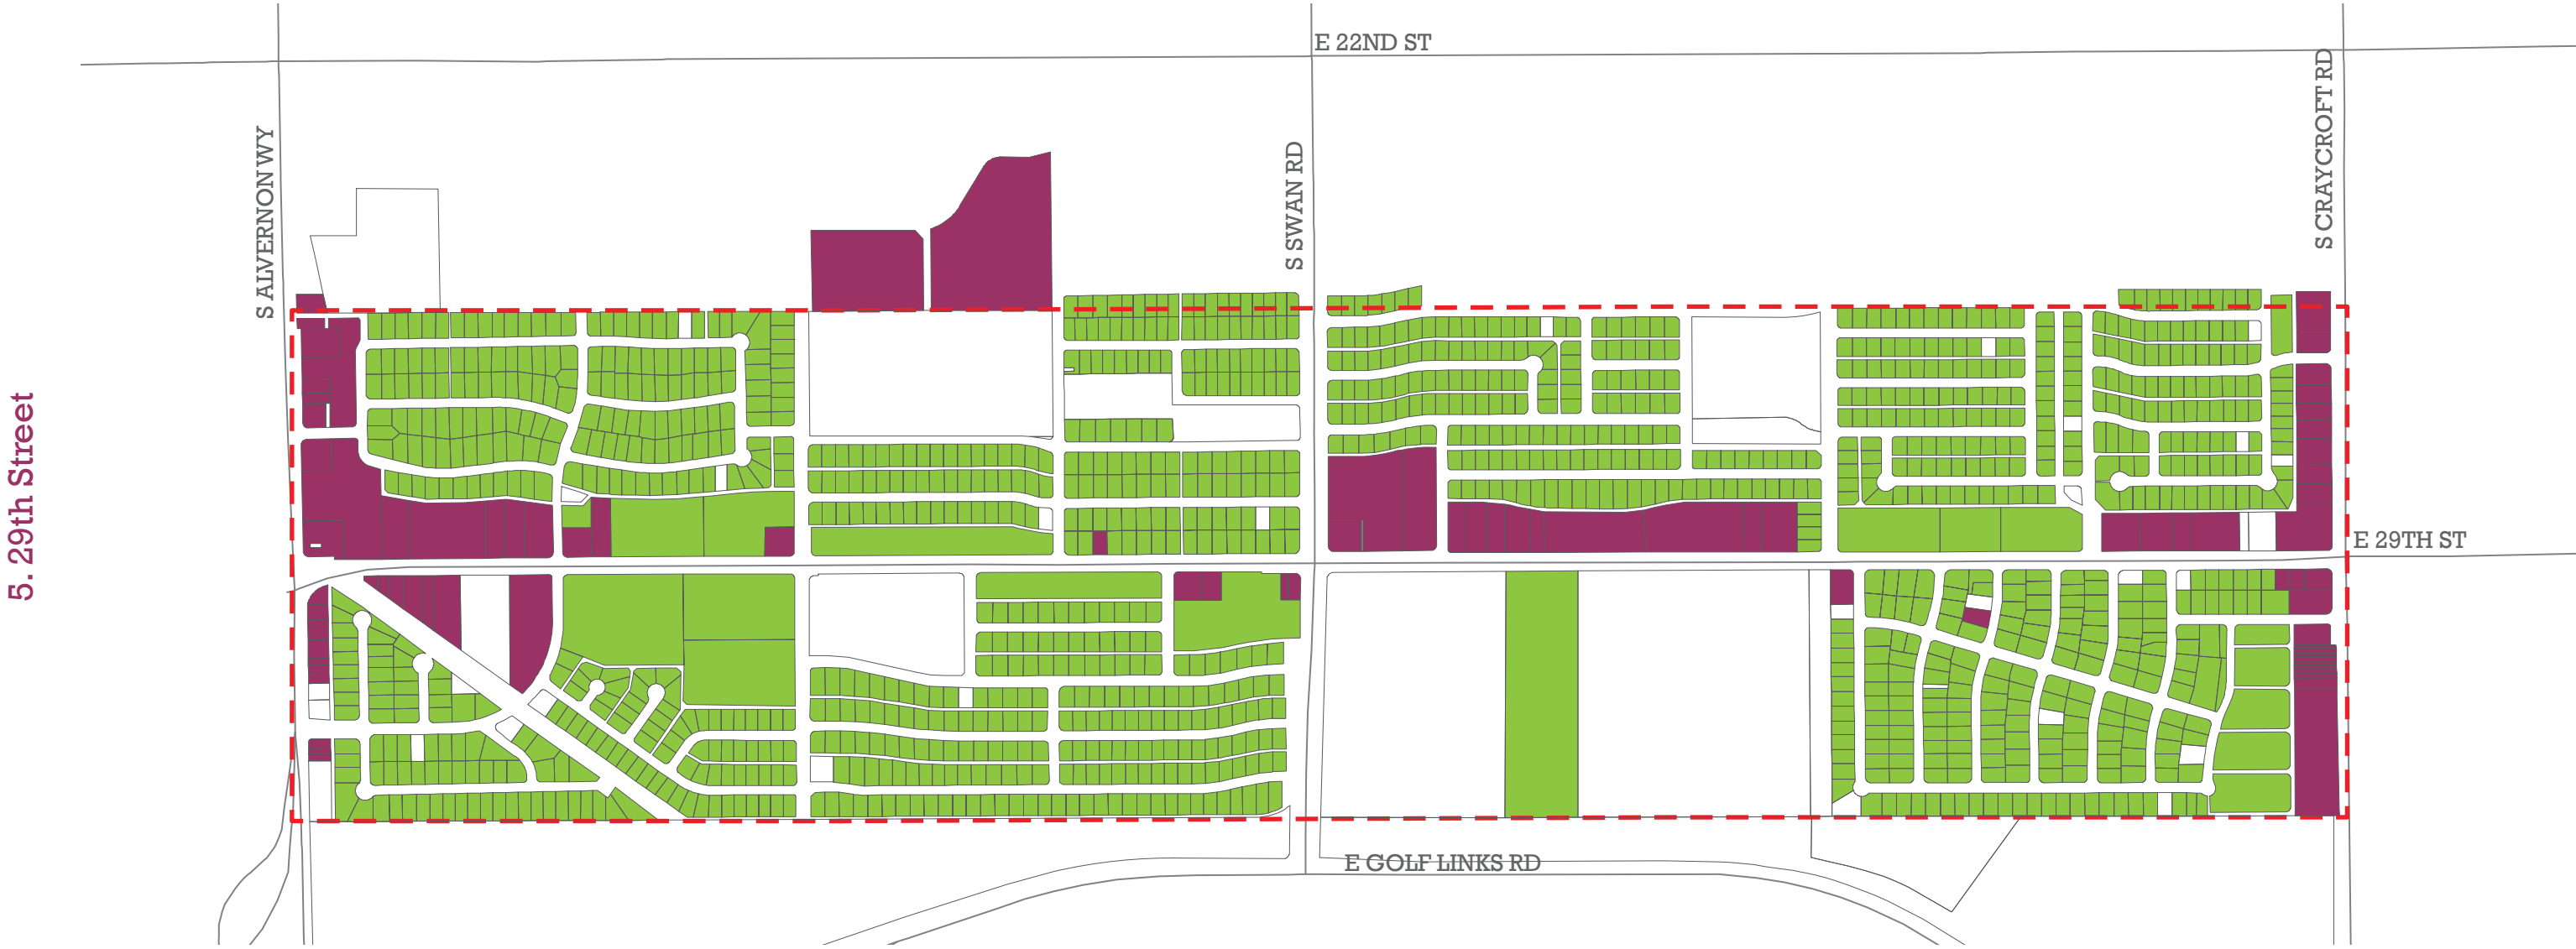 5. 29th Street
E 22ND ST
S ALVERNON WY
S SWAN RD
S CRAYCROFT RD
E 29TH ST
E GOLF LINKS RD